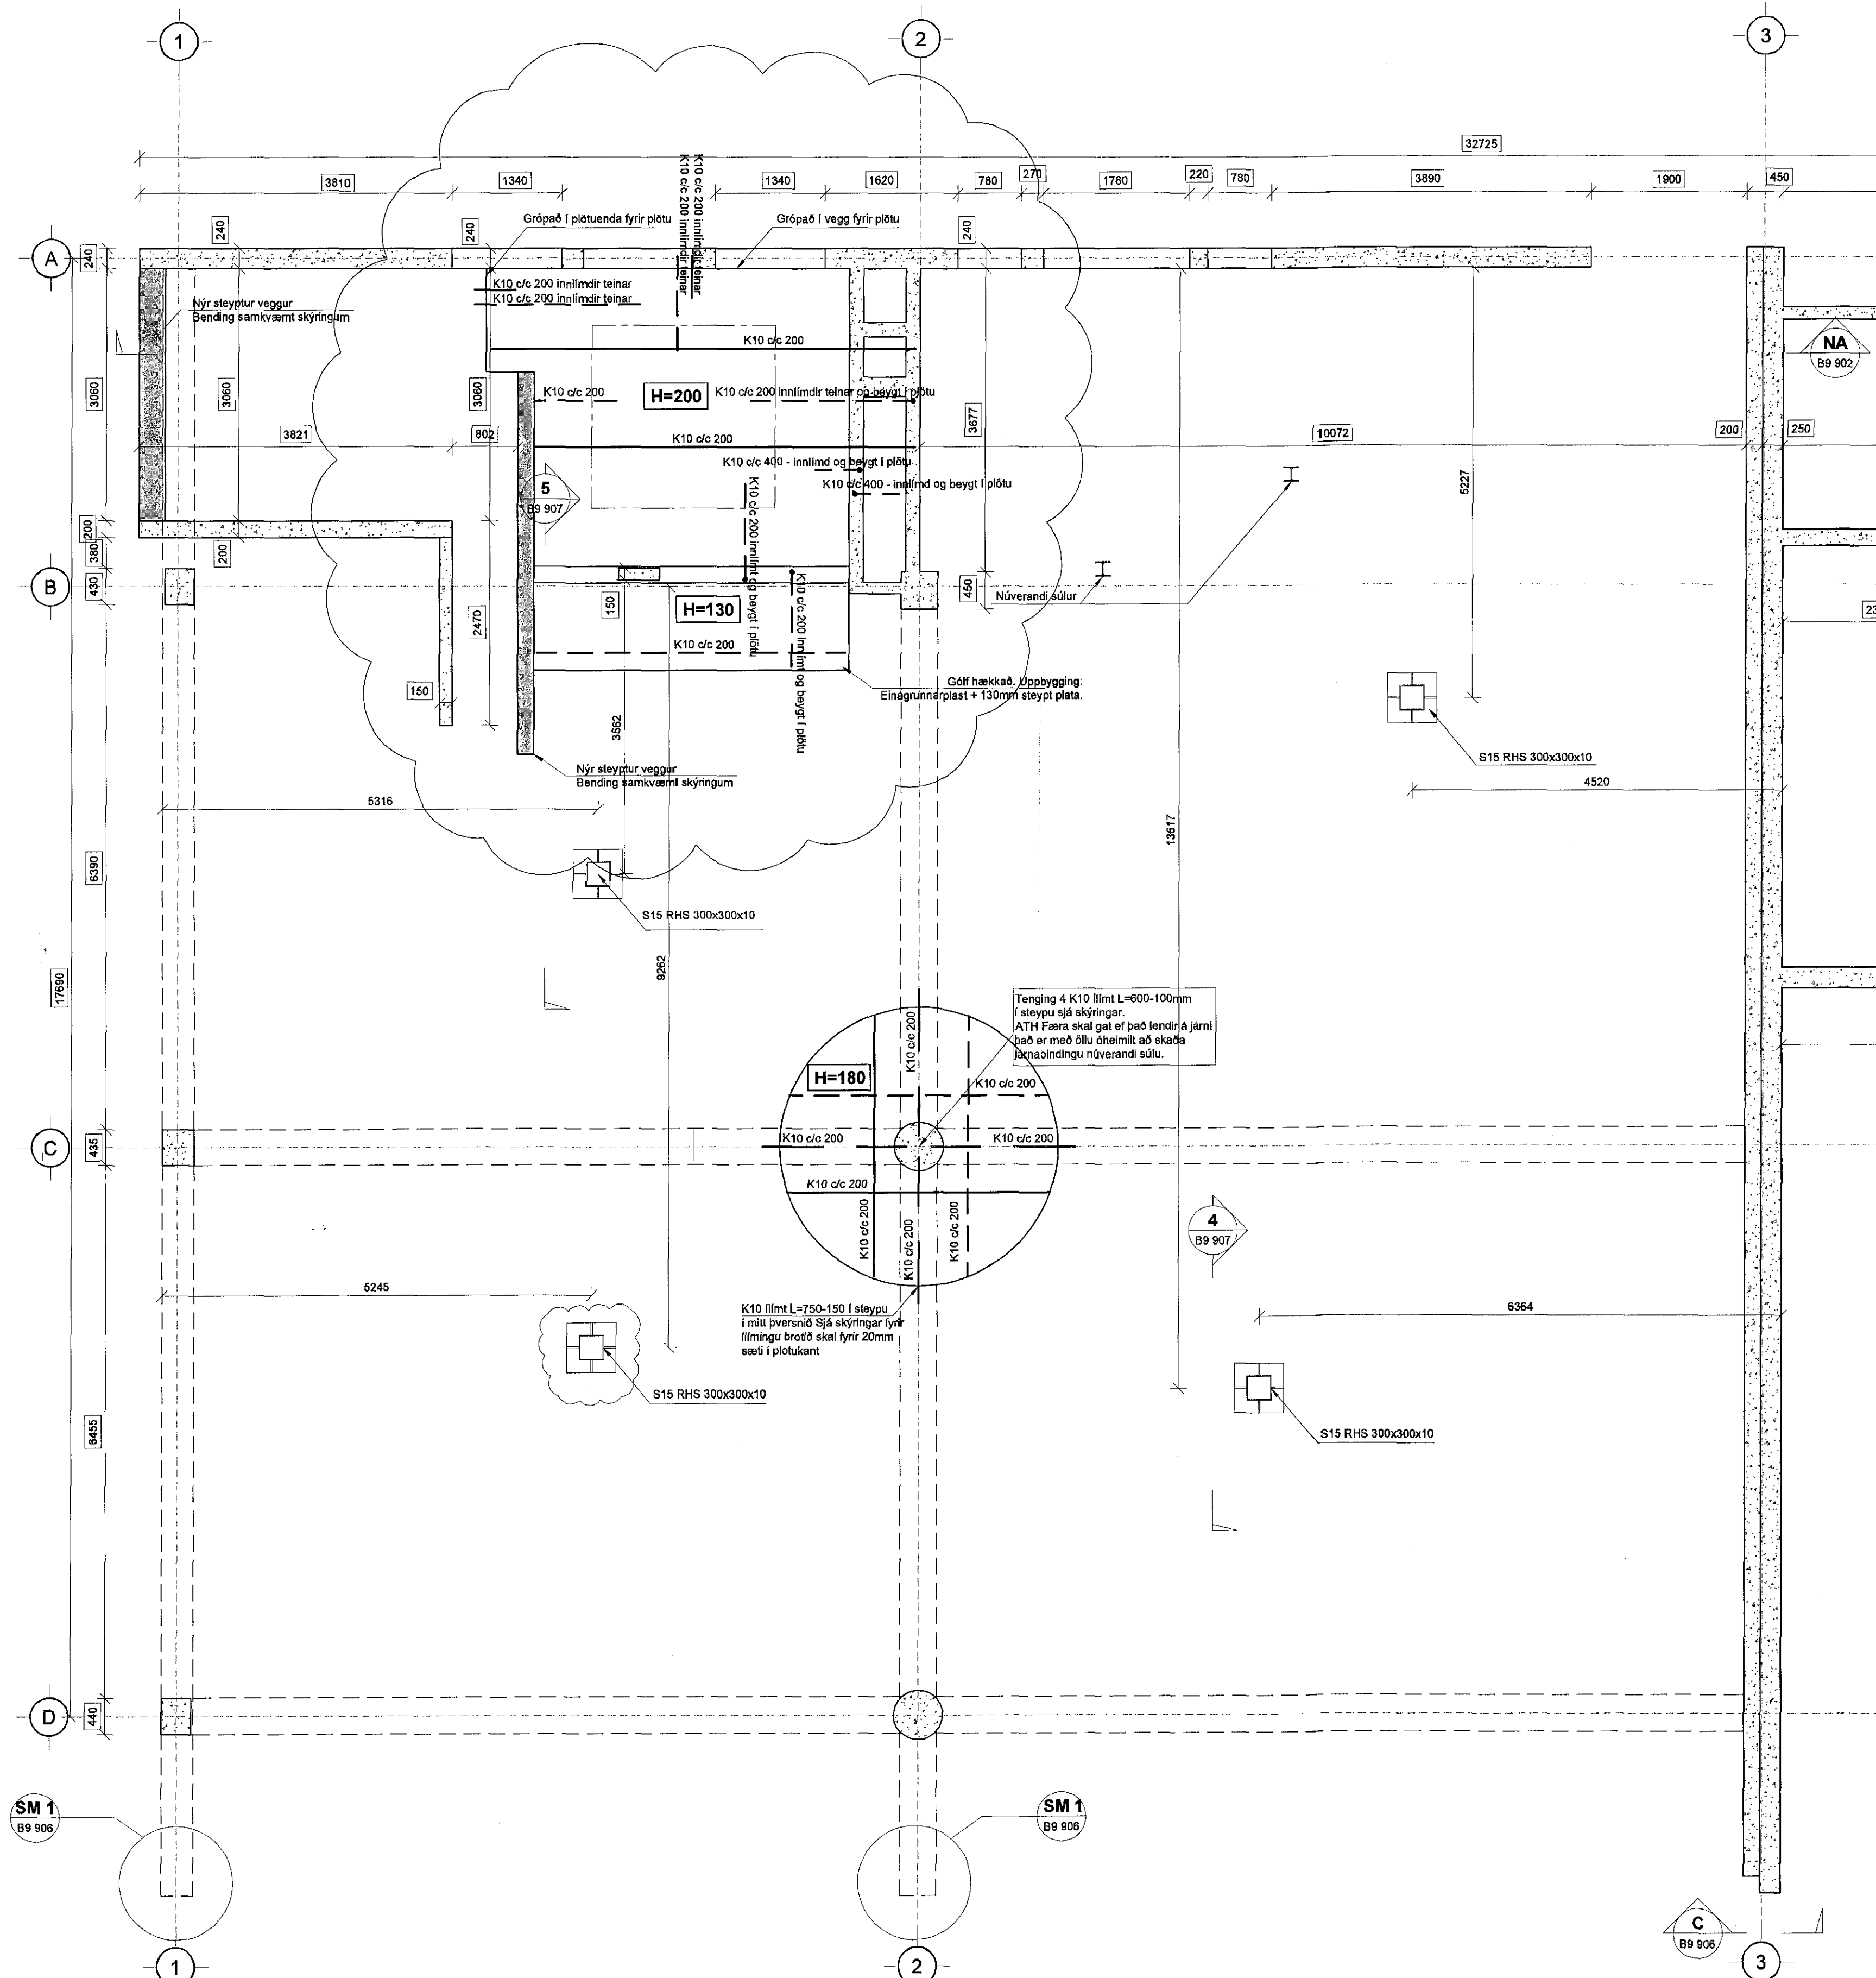 1
2
3
32725
3810
1340
1340
1620
780
270
1780
220
780
3890
1900
450
K10 c/c 200 innlímdir teinar
K10 c/c 200 innlímdir teinar
Grópað í plötuenda fyrir plötu
Grópað í vegg fyrir plötu
240
240
240
240
A
K10 c/c 200 innlímdir teinar
K10 c/c 200 innlímdir teinar
Nýr steyptur veggur
Bending samkvæmt skýringum
K10 c/c 200
NA
B9 902
3060
3060
3060
K10 c/c 200
H=200
K10 c/c 200 innlímdir teinar og beygt í plötu
3677
3821
802
K10 c/c 200
10072
200
250
K10 c/c 400 - innlímd og beygt í plötu
K10 c/c 400 - innlímd og beygt í plötu
5227
5
B9 907
K10 c/c 200 innlímt og beygt í plötu
200
380
200
430
B
150
H=130
K10 c/c 200 innlímt og beygt í plötu
450
Núverandi súlur
2470
K10 c/c 200
150
Gólf hækkað. Uppbygging:
Einagrunnarplast + 130mm steypt plata.
3562
S15 RHS 300x300x10
Nýr steyptur veggur
Bending samkvæmt skýringum
4520
5316
13617
6390
S15 RHS 300x300x10
9262
17690
Tenging 4 K10 Ílímt L=600-100mm
í steypu sjá skýringar.
ATH Færa skal gat ef það lendir á járni
það er með öllu óheimilt að skaða
járnabindingu núverandi súlu.
K10 c/c 200
H=180
K10 c/c 200
C
435
K10 c/c 200
K10 c/c 200
K10 c/c 200
K10 c/c 200
K10 c/c 200
K10 c/c 200
4
B9 907
5245
6364
K10 Ílímt L=750-150 í steypu
í mitt þversnið Sjá skýringar fyrir
ílímingu brotið skal fyrir 20mm
sæti í plotukant
S15 RHS 300x300x10
6455
S15 RHS 300x300x10
D
440
SM 1
B9 906
SM 1
B9 906
C
B9 906
1
2
3